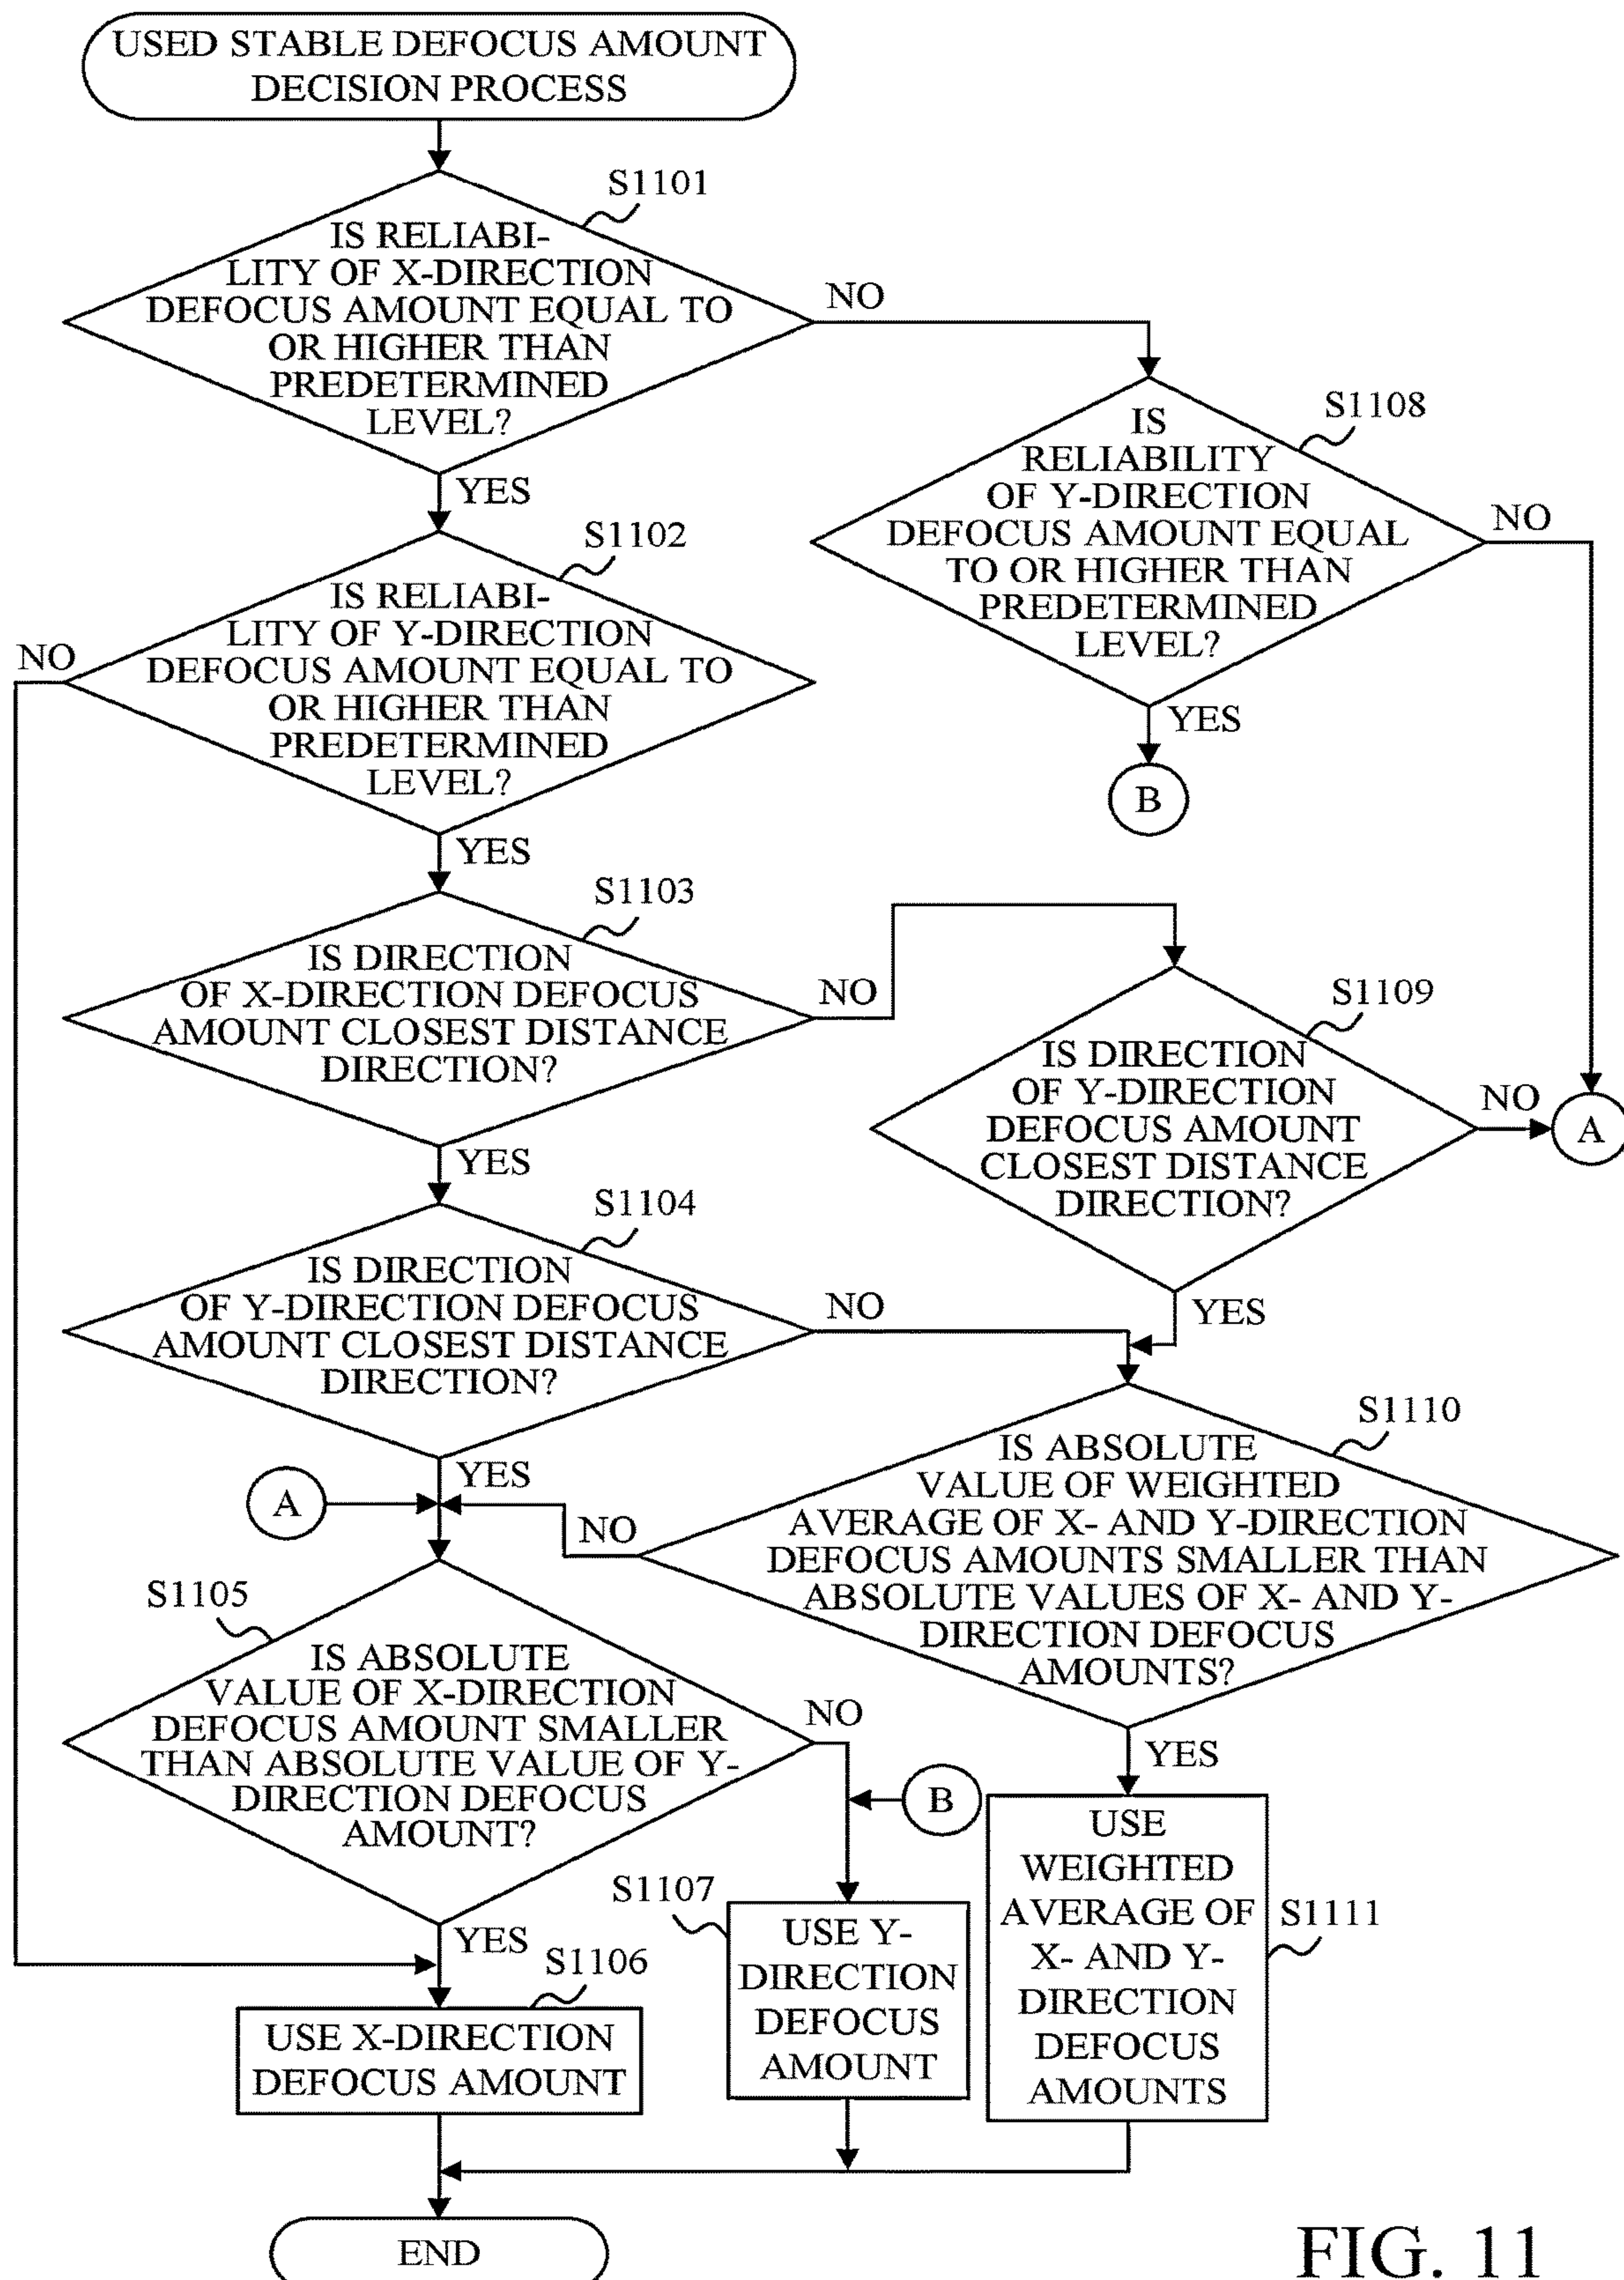 USED STABLE DEFOCUS AMOUNT
DECISION PROCESS
S1101
IS RELIABI-
LITY OF X-DIRECTION
DEFOCUS AMOUNT EQUAL TO
OR HIGHER THAN
PREDETERMINED
LEVEL?
NO
YES
S1108
IS
RELIABILITY
OF Y-DIRECTION
DEFOCUS AMOUNT EQUAL
TO OR HIGHER THAN
PREDETERMINED
LEVEL?
NO
YES
B
S1102
IS RELIABI-
LITY OF Y-DIRECTION
DEFOCUS AMOUNT EQUAL TO
OR HIGHER THAN
PREDETERMINED
LEVEL?
NO
YES
S1103
IS DIRECTION
OF X-DIRECTION DEFOCUS
AMOUNT CLOSEST DISTANCE
DIRECTION?
NO
YES
S1109
IS DIRECTION
OF Y-DIRECTION
DEFOCUS AMOUNT
CLOSEST DISTANCE
DIRECTION?
NO
A
YES
S1104
IS DIRECTION
OF Y-DIRECTION DEFOCUS
AMOUNT CLOSEST DISTANCE
DIRECTION?
NO
YES
A
S1110
IS ABSOLUTE
VALUE OF WEIGHTED
AVERAGE OF X- AND Y-DIRECTION
DEFOCUS AMOUNTS SMALLER THAN
ABSOLUTE VALUES OF X- AND Y-
DIRECTION DEFOCUS
AMOUNTS?
NO
YES
S1105
IS ABSOLUTE
VALUE OF X-DIRECTION
DEFOCUS AMOUNT SMALLER
THAN ABSOLUTE VALUE OF Y-
DIRECTION DEFOCUS
AMOUNT?
NO
YES
B
S1106
USE X-DIRECTION
DEFOCUS AMOUNT
S1107
USE Y-
DIRECTION
DEFOCUS
AMOUNT
S1111
USE
WEIGHTED
AVERAGE OF
X- AND Y-
DIRECTION
DEFOCUS
AMOUNTS
END
FIG. 11